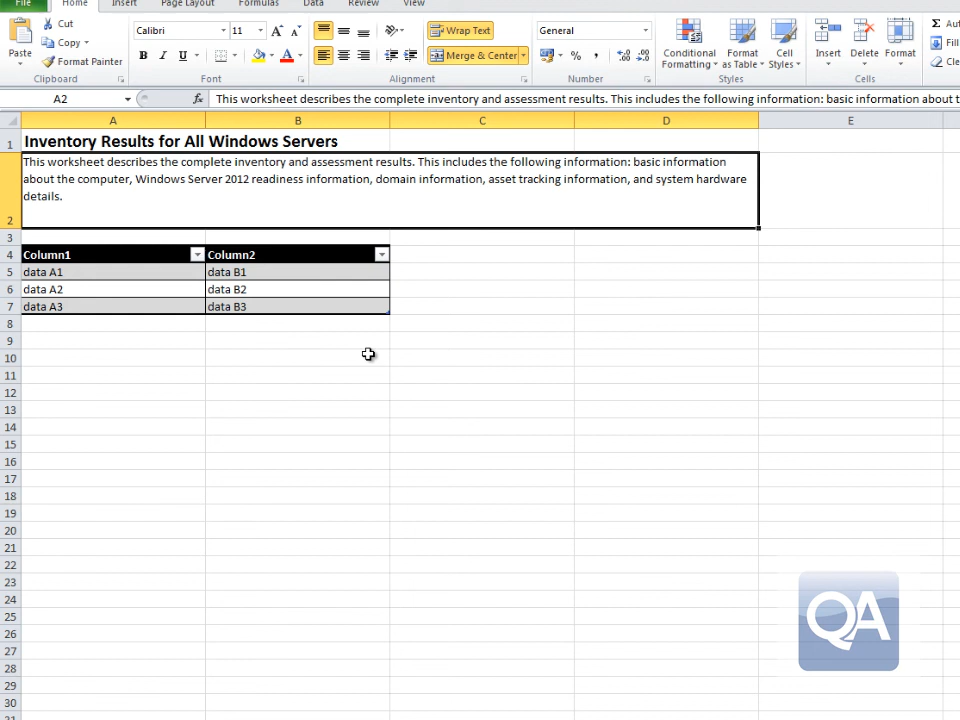 File Home Insert Page Layout Formulas Data Review View
Paste Cut Copy Format Painter Clipboard
Calibri 11 A A B I U A Font
Wrap Text Merge & Center Alignment
General % , .0 .00 .00 .0 Number
Conditional Formatting Format as Table Cell Styles Styles
Insert Delete Format Cells
Σ Aut Fill Cle
A2 fx This worksheet describes the complete inventory and assessment results. This includes the following information: basic information about t
A B C D E
1 Inventory Results for All Windows Servers
This worksheet describes the complete inventory and assessment results. This includes the following information: basic information
about the computer, Windows Server 2012 readiness information, domain information, asset tracking information, and system hardware
details.
2
3
4 Column1 Column2
5 data A1 data B1
6 data A2 data B2
7 data A3 data B3
8
9
10
11
12
13
14
15
16
17
18
19
20
21
22
23
24
25
26
27
28
29
30
QA